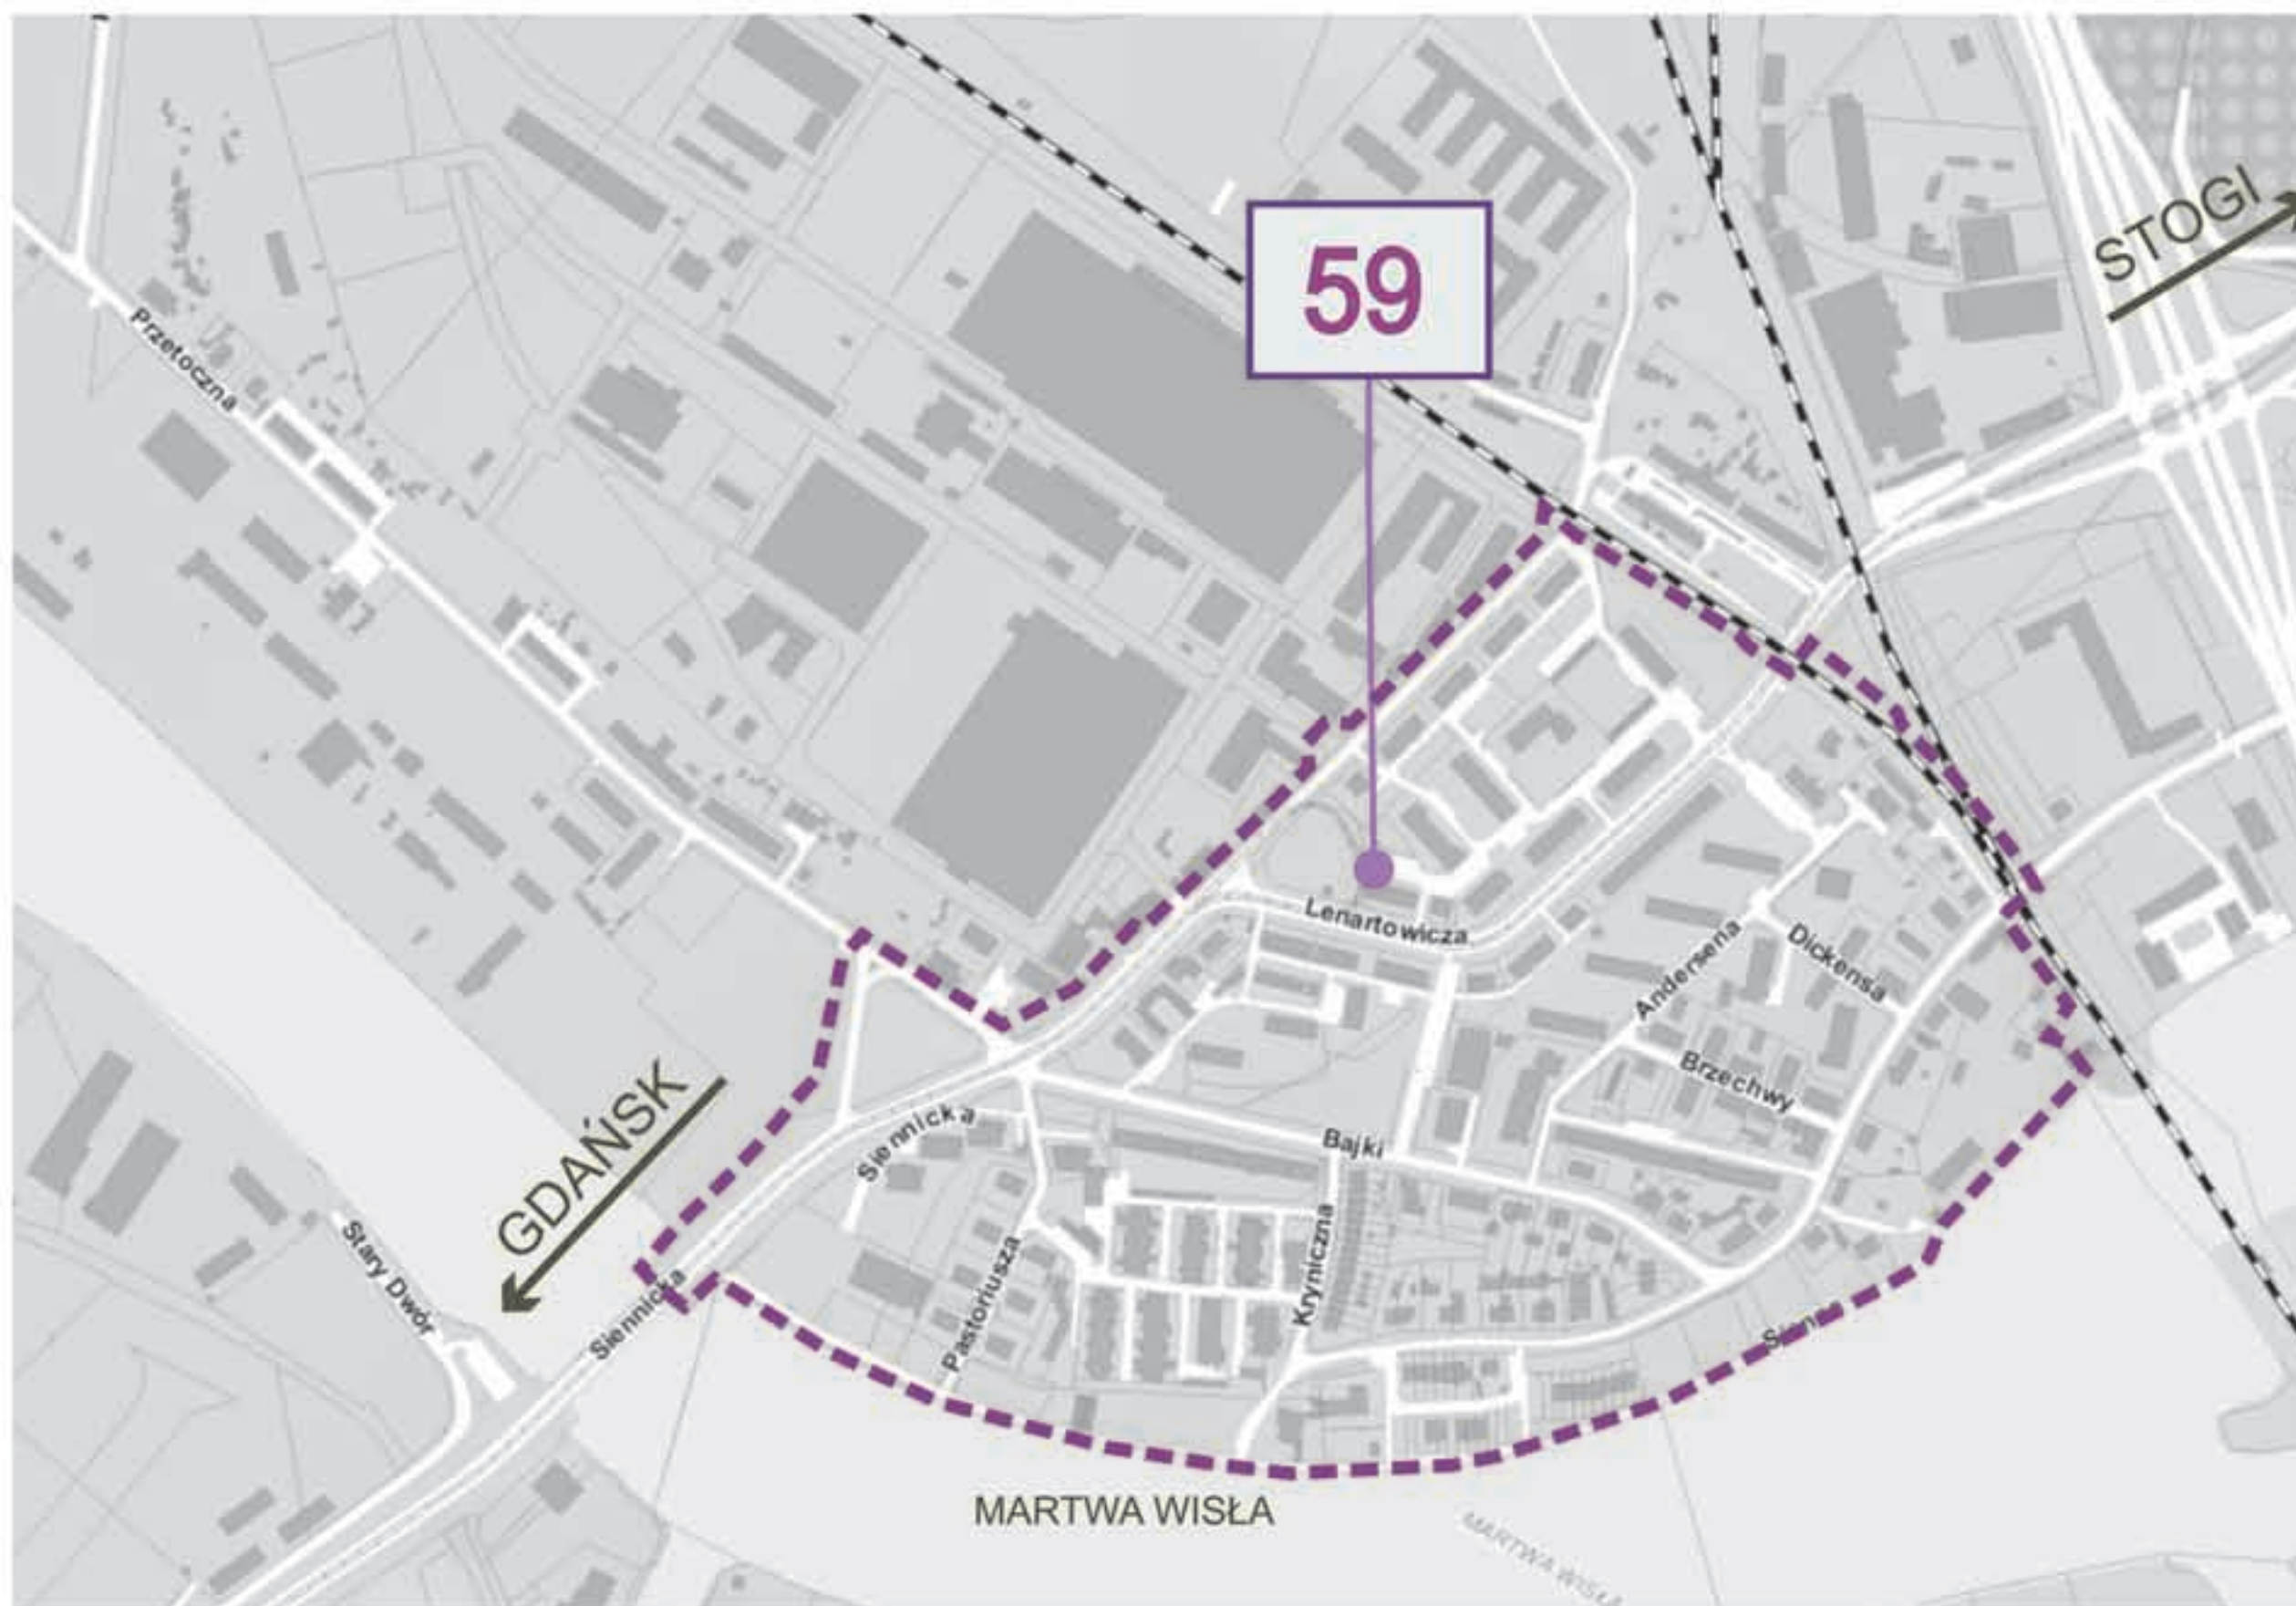 STOGI
59
Przetoczna
Lenartowicza
Andersena
Dickensa
Brzechwy
GDAŃSK
Siennicka
Bajki
Stary Dwór
Siennicka
Pastoriusza
Kryniczna
MARTWA WISŁA
MARTWA WISŁA